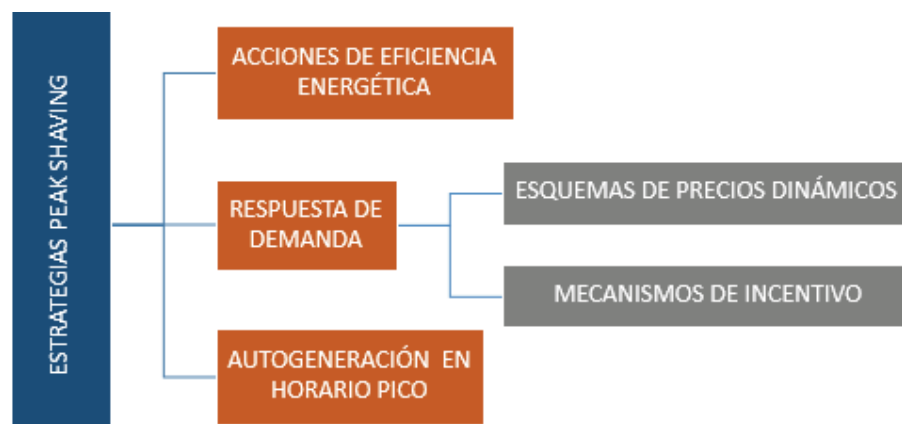 ESTRATEGIAS PEAK SHAVING
ACCIONES DE EFICIENCIA
ENERGÉTICA
RESPUESTA DE
DEMANDA
ESQUEMAS DE PRECIOS DINÁMICOS
MECANISMOS DE INCENTIVO
AUTOGENERACIÓN EN
HORARIO PICO